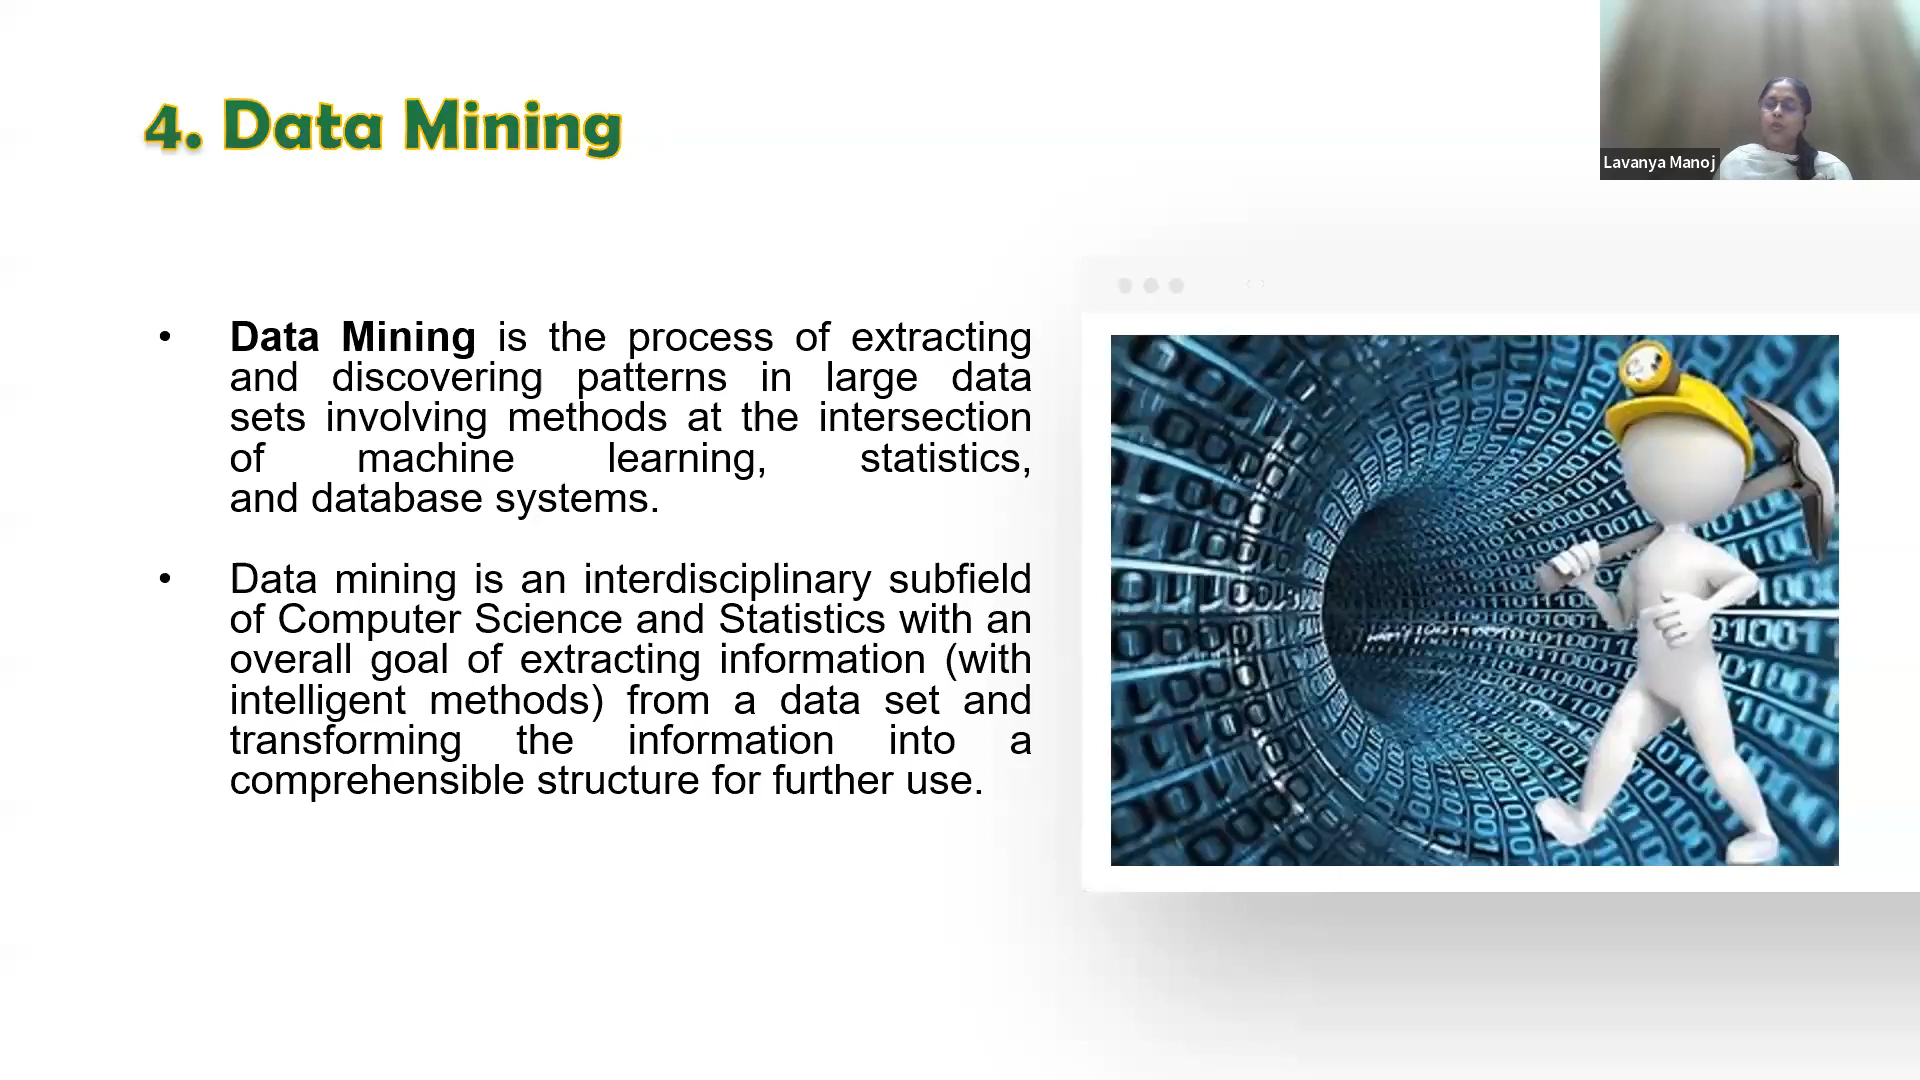 4. Data Mining
Lavanya Manoj
• Data Mining is the process of extracting
and discovering patterns in large data
sets involving methods at the intersection
of machine learning, statistics,
and database systems.
• Data mining is an interdisciplinary subfield
of Computer Science and Statistics with an
overall goal of extracting information (with
intelligent methods) from a data set and
transforming the information into a
comprehensible structure for further use.